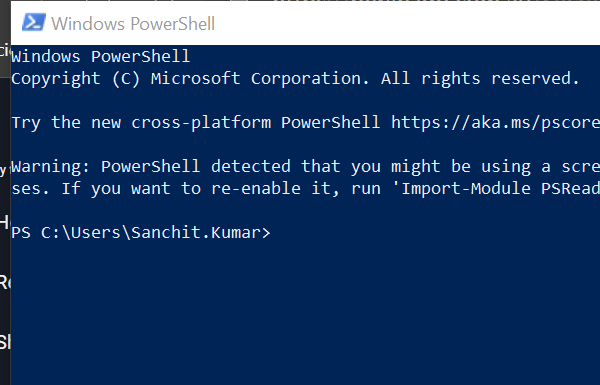 Windows PowerShell
Windows PowerShell
Copyright (C) Microsoft Corporation. All rights reserved.
Try the new cross-platform PowerShell https://aka.ms/pscore
Warning: PowerShell detected that you might be using a scre
ses. If you want to re-enable it, run 'Import-Module PSRead
PS C:\Users\Sanchit.Kumar>